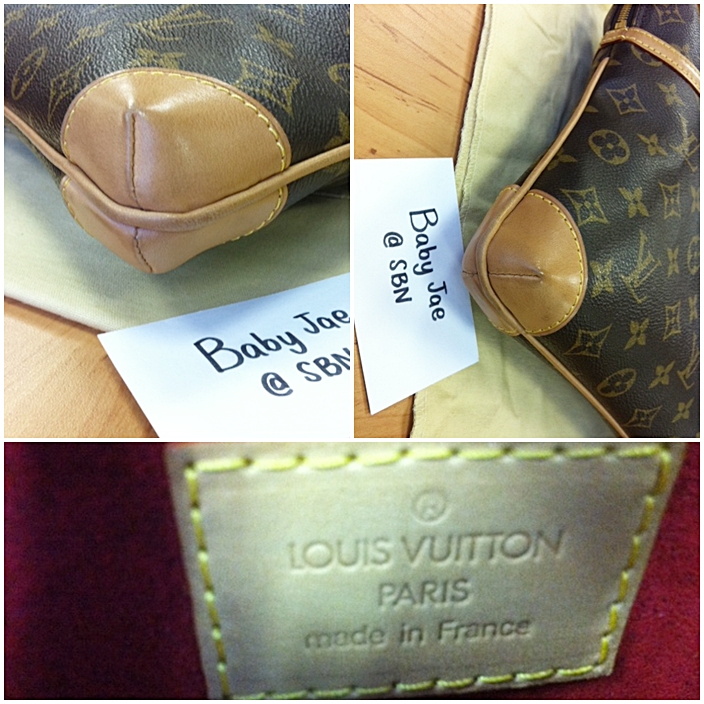 Baby Jae
@ SBN
Baby Jae
@ SBN
®
LOUIS VUITTON
PARIS
made in France